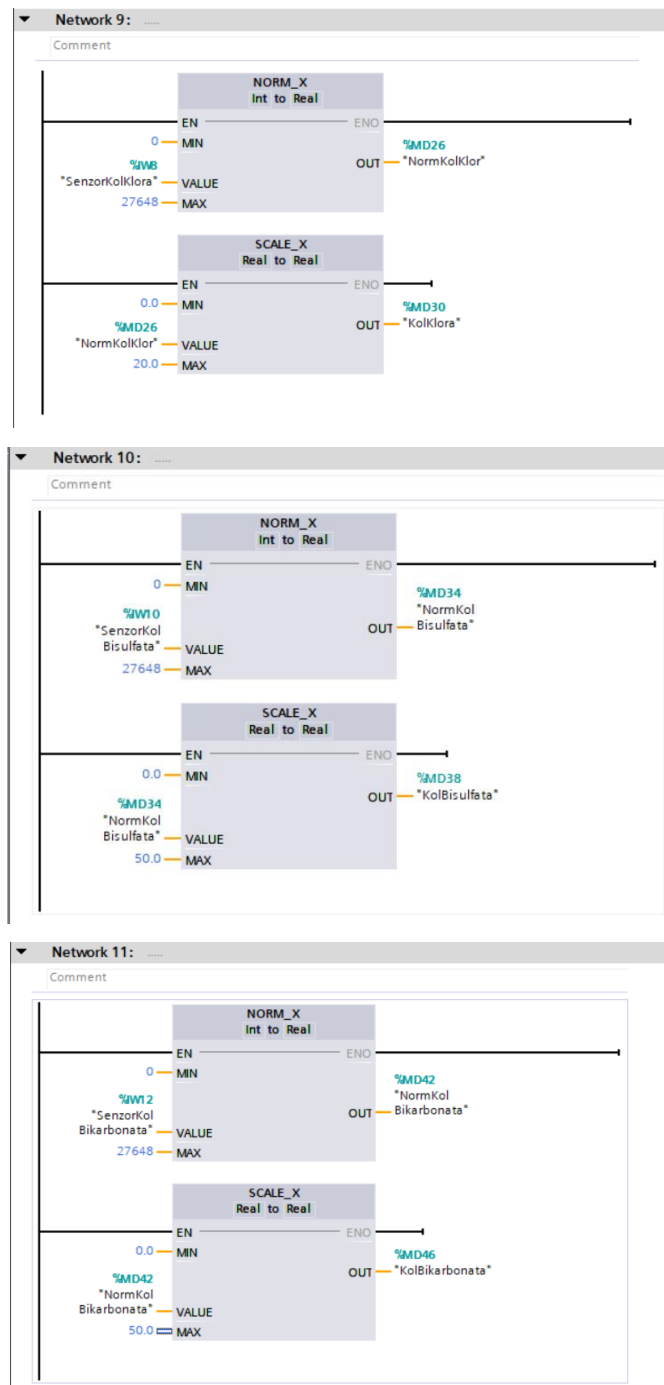 Network 9: .....
Comment
NORM_X
Int to Real
EN ENO
0 MIN
%MD26
OUT "NormKolKlor"
%IW8
"SenzorKolKlora" VALUE
27648 MAX
SCALE_X
Real to Real
EN ENO
0.0 MIN
%MD30
OUT "KolKlora"
%MD26
"NormKolKlor" VALUE
20.0 MAX
Network 10: .....
Comment
NORM_X
Int to Real
EN ENO
0 MIN
%MD34
"NormKol
OUT Bisulfata"
%IW10
"SenzorKol
Bisulfata" VALUE
27648 MAX
SCALE_X
Real to Real
EN ENO
0.0 MIN
%MD38
OUT "KolBisulfata"
%MD34
"NormKol
Bisulfata" VALUE
50.0 MAX
Network 11: .....
Comment
NORM_X
Int to Real
EN ENO
0 MIN
%MD42
"NormKol
OUT Bikarbonata"
%IW12
"SenzorKol
Bikarbonata" VALUE
27648 MAX
SCALE_X
Real to Real
EN ENO
0.0 MIN
%MD46
OUT "KolBikarbonata"
%MD42
"NormKol
Bikarbonata" VALUE
50.0 MAX